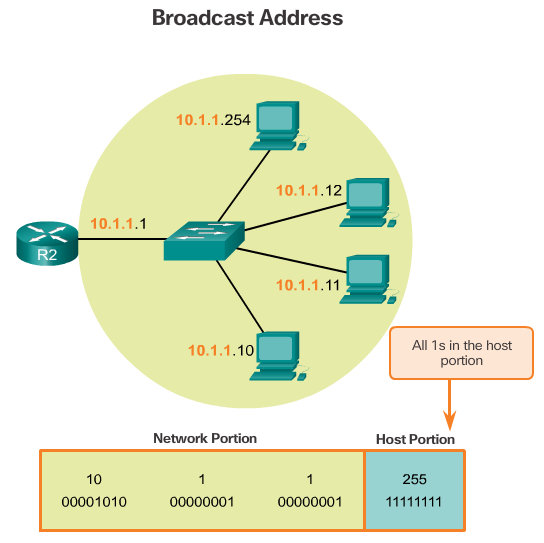 Broadcast Address
10.1.1.254
10.1.1.12
10.1.1.1
R2
10.1.1.11
10.1.1.10
All 1s in the host
portion
Network Portion
Host Portion
10 1 1 255
00001010 00000001 00000001 11111111